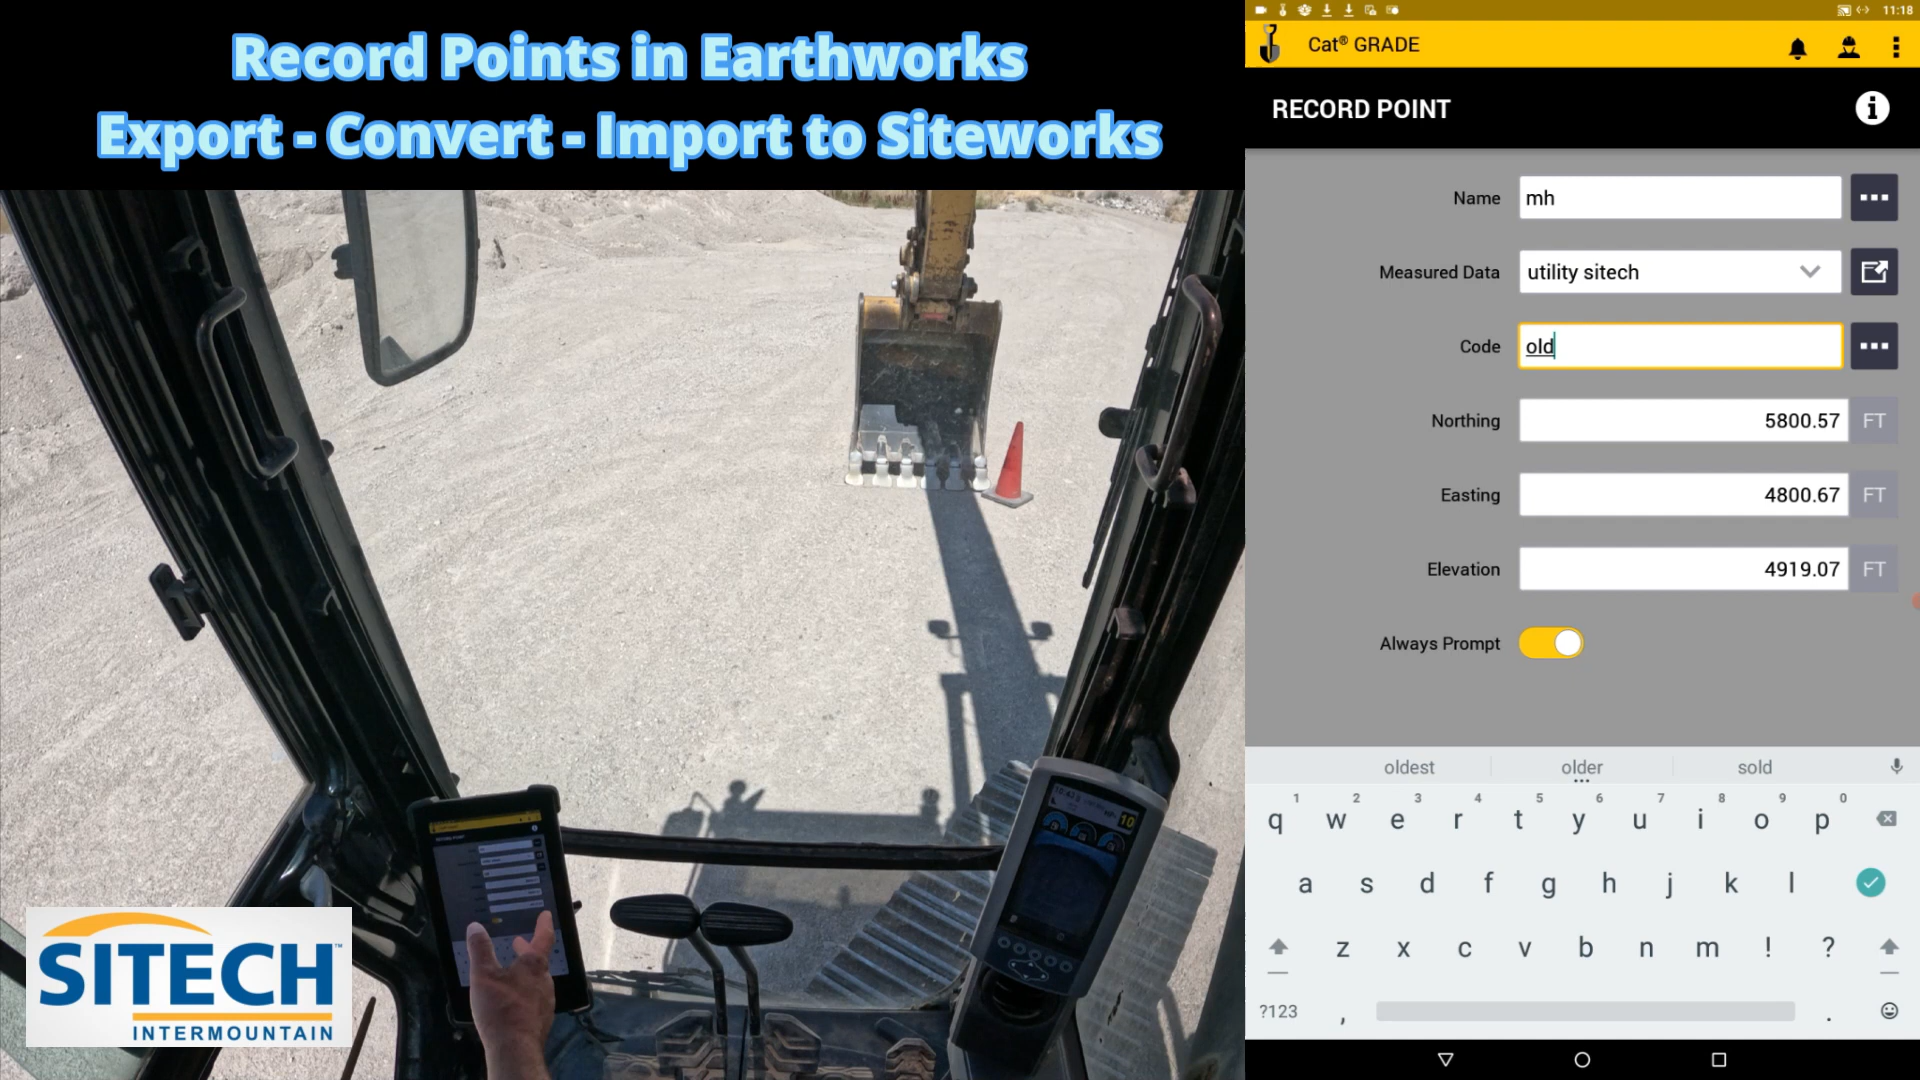 Record Points in Earthworks
Export - Convert - Import to Siteworks
SITECH™
INTERMOUNTAIN
11:18
Cat® GRADE
RECORD POINT
Name mh
Measured Data utility sitech
Code old
Northing 5800.57 FT
Easting 4800.67 FT
Elevation 4919.07 FT
Always Prompt
oldest older sold
1 2 3 4 5 6 7 8 9 0
q w e r t y u i o p
a s d f g h j k l
z x c v b n m ! ?
?123 , .
10